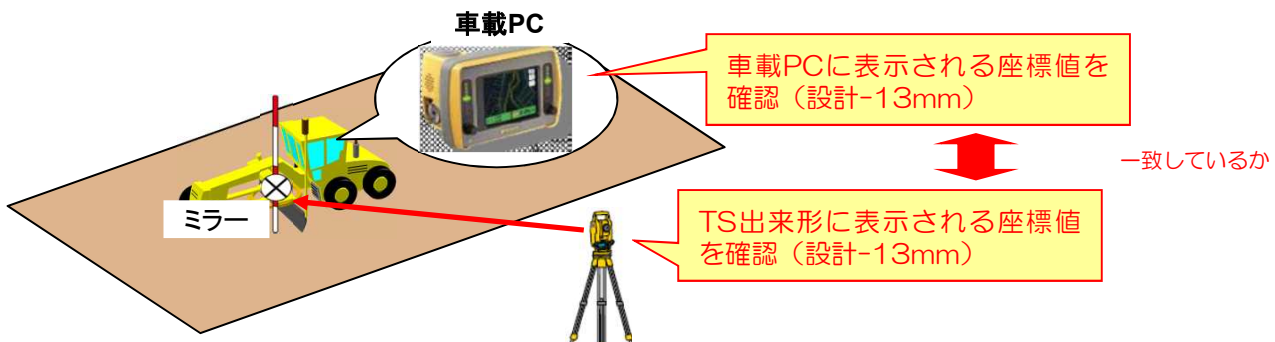 車載PC
車載PCに表示される座標値を
確認（設計-13mm）
一致しているか
ミラー
TS出来形に表示される座標値
を確認（設計-13mm）